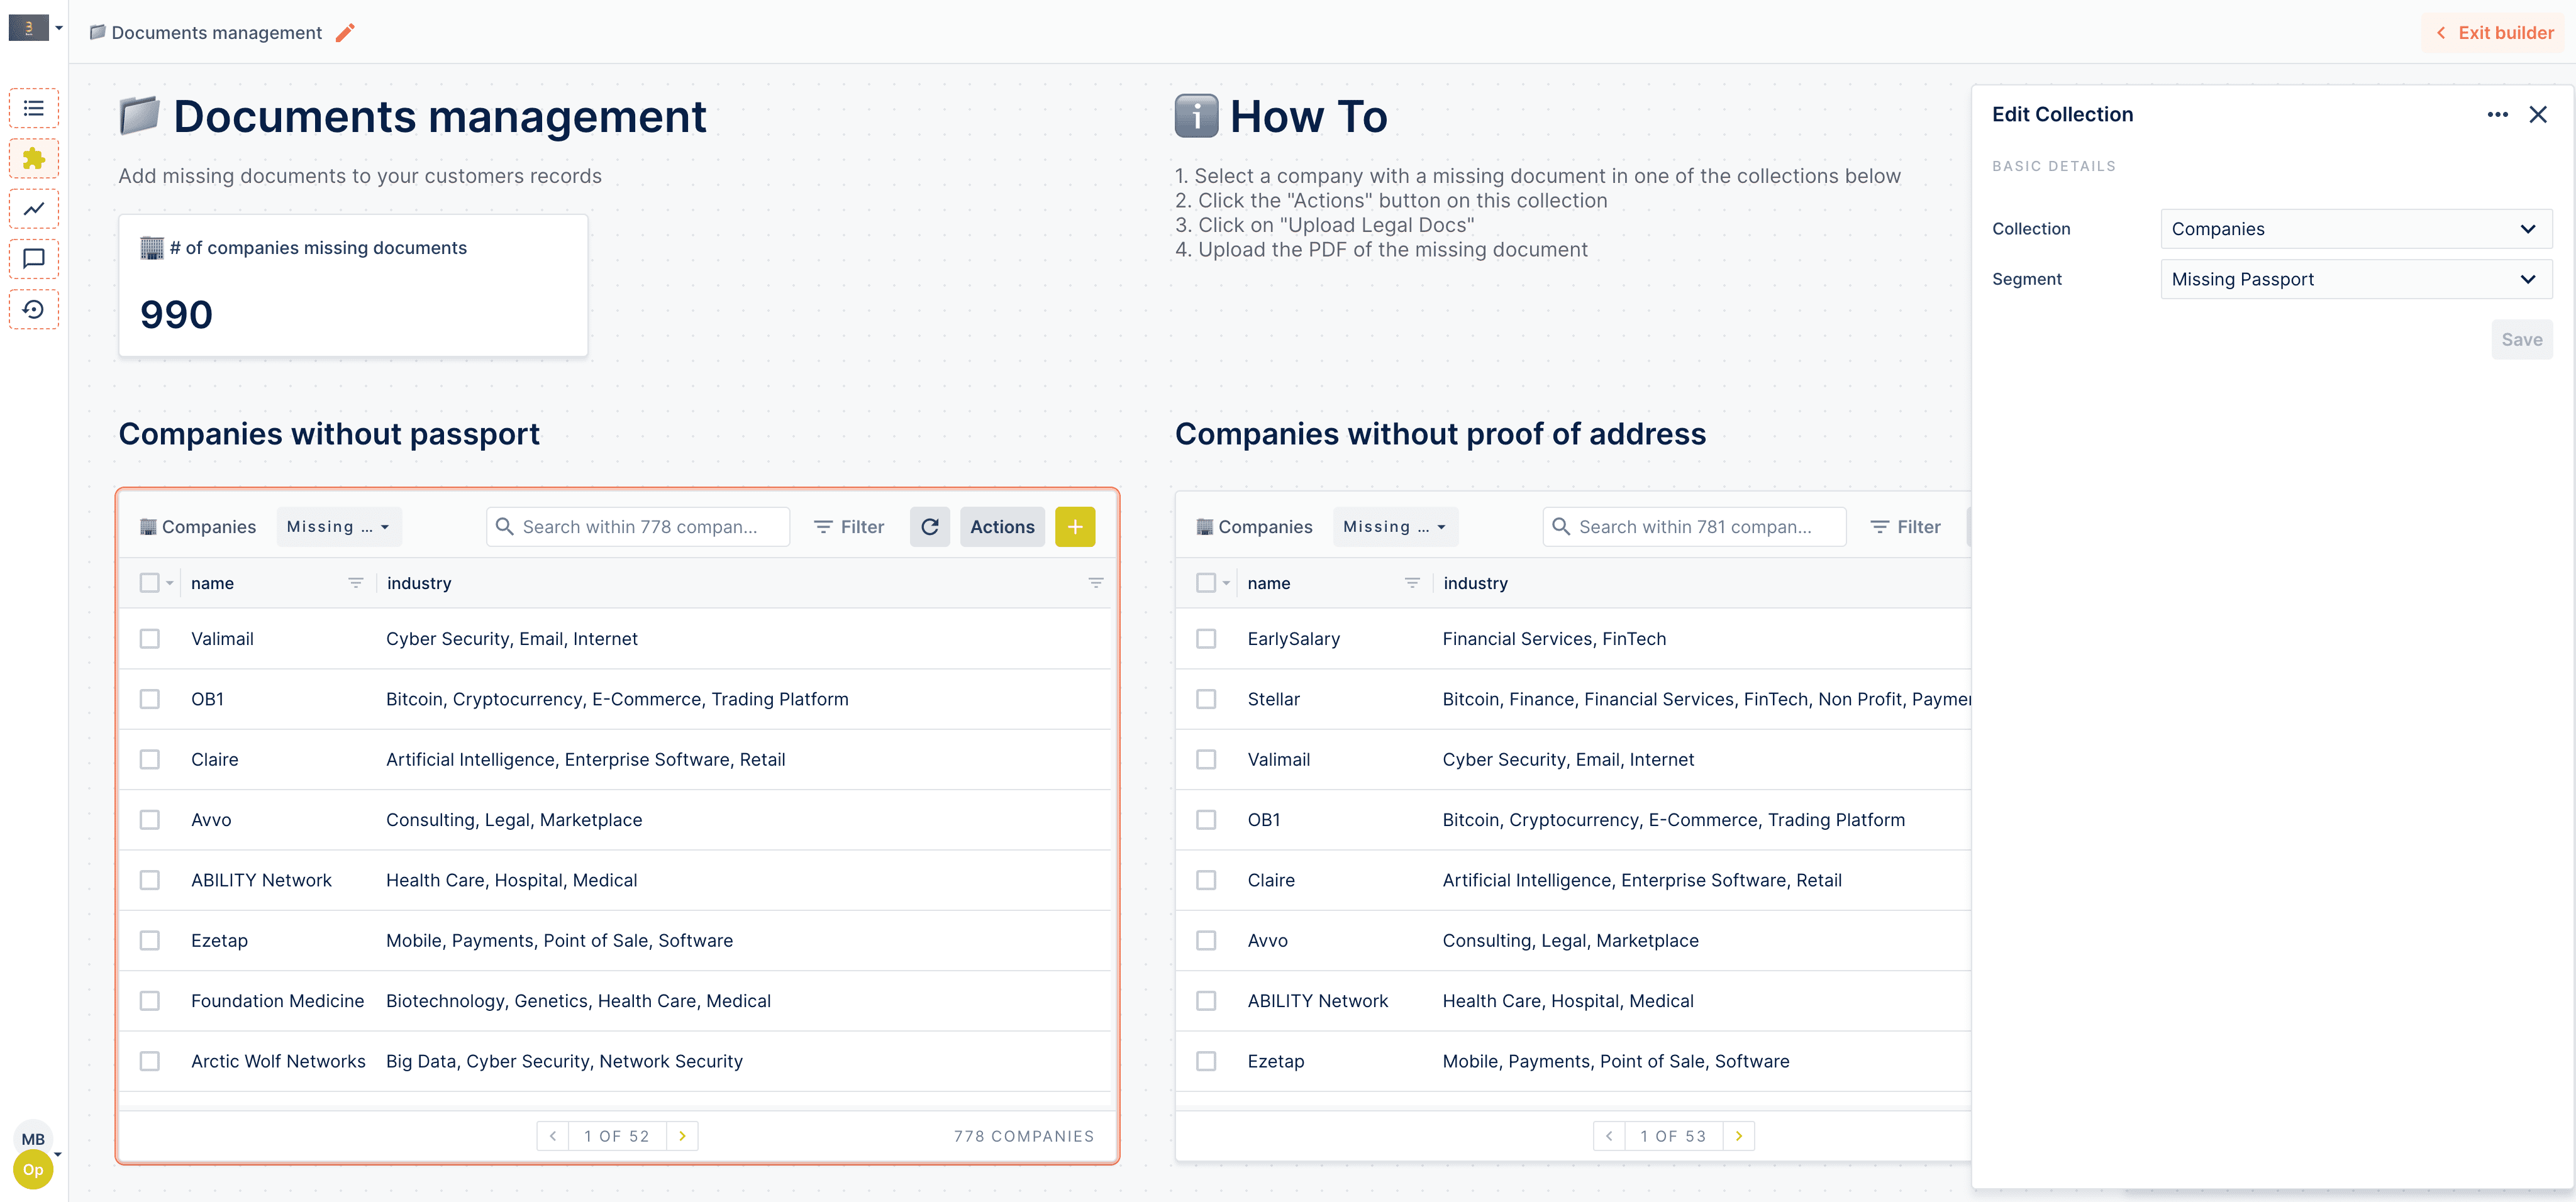 Documents management
Exit builder
Documents management
Add missing documents to your customers records
# of companies missing documents
990
How To
1. Select a company with a missing document in one of the collections below
2. Click the "Actions" button on this collection
3. Click on "Upload Legal Docs"
4. Upload the PDF of the missing document
Companies without passport
Companies Missing ... Search within 778 compan... Filter Actions
name industry
Valimail Cyber Security, Email, Internet
OB1 Bitcoin, Cryptocurrency, E-Commerce, Trading Platform
Claire Artificial Intelligence, Enterprise Software, Retail
Avvo Consulting, Legal, Marketplace
ABILITY Network Health Care, Hospital, Medical
Ezetap Mobile, Payments, Point of Sale, Software
Foundation Medicine Biotechnology, Genetics, Health Care, Medical
Arctic Wolf Networks Big Data, Cyber Security, Network Security
1 OF 52 778 COMPANIES
Companies without proof of address
Companies Missing ... Search within 781 compan... Filter
name industry
EarlySalary Financial Services, FinTech
Stellar Bitcoin, Finance, Financial Services, FinTech, Non Profit, Paymen
Valimail Cyber Security, Email, Internet
OB1 Bitcoin, Cryptocurrency, E-Commerce, Trading Platform
Claire Artificial Intelligence, Enterprise Software, Retail
Avvo Consulting, Legal, Marketplace
ABILITY Network Health Care, Hospital, Medical
Ezetap Mobile, Payments, Point of Sale, Software
1 OF 53
Edit Collection
BASIC DETAILS
Collection Companies
Segment Missing Passport
Save
MB
Op